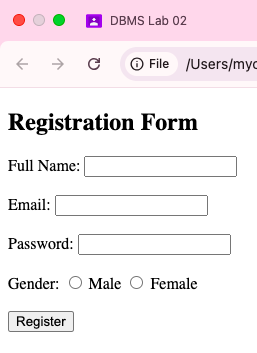 DBMS Lab 02
File /Users/myc
Registration Form
Full Name:
Email:
Password:
Gender: Male Female
Register